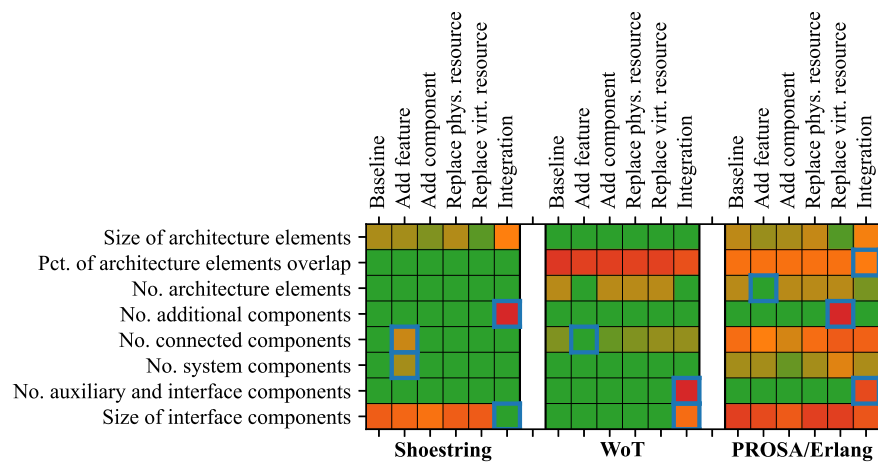 Baseline
Add feature
Add component
Replace phys. resource
Replace virt. resource
Integration
Baseline
Add feature
Add component
Replace phys. resource
Replace virt. resource
Integration
Baseline
Add feature
Add component
Replace phys. resource
Replace virt. resource
Integration
Size of architecture elements
Pct. of architecture elements overlap
No. architecture elements
No. additional components
No. connected components
No. system components
No. auxiliary and interface components
Size of interface components
Shoestring WoT PROSA/Erlang